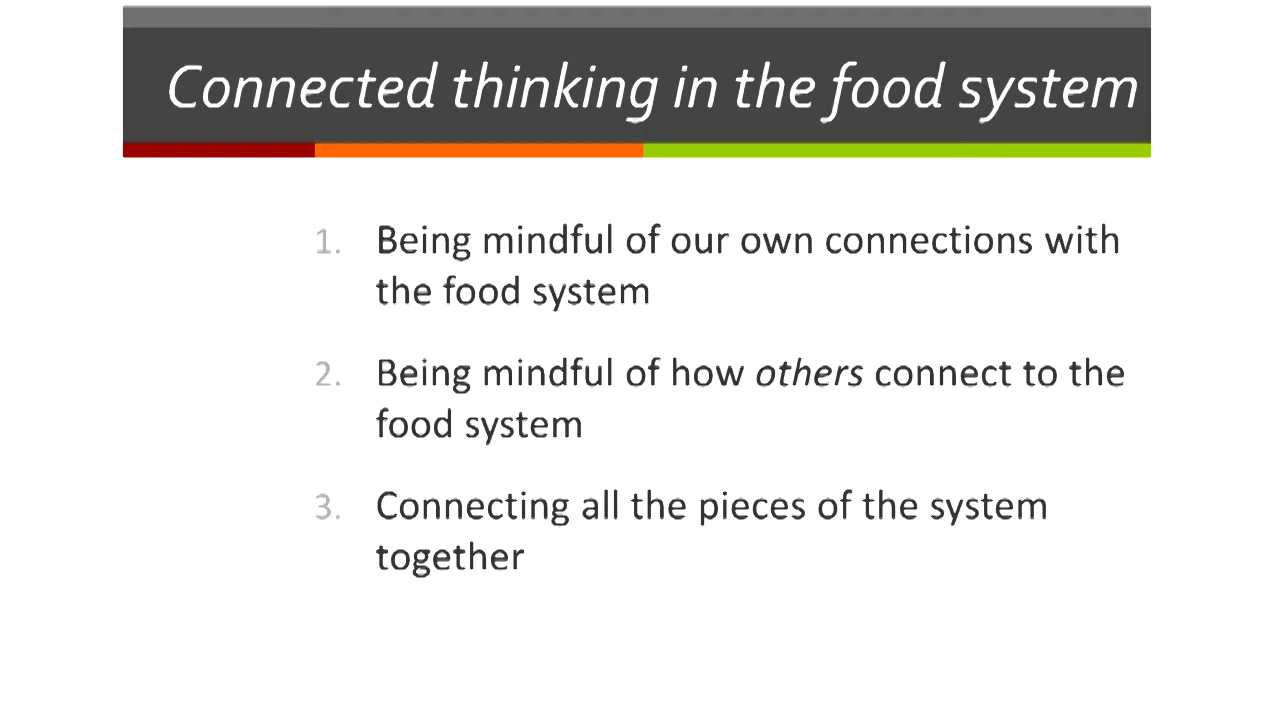 Connected thinking in the food system
1. Being mindful of our own connections with
the food system
2. Being mindful of how others connect to the
food system
3. Connecting all the pieces of the system
together